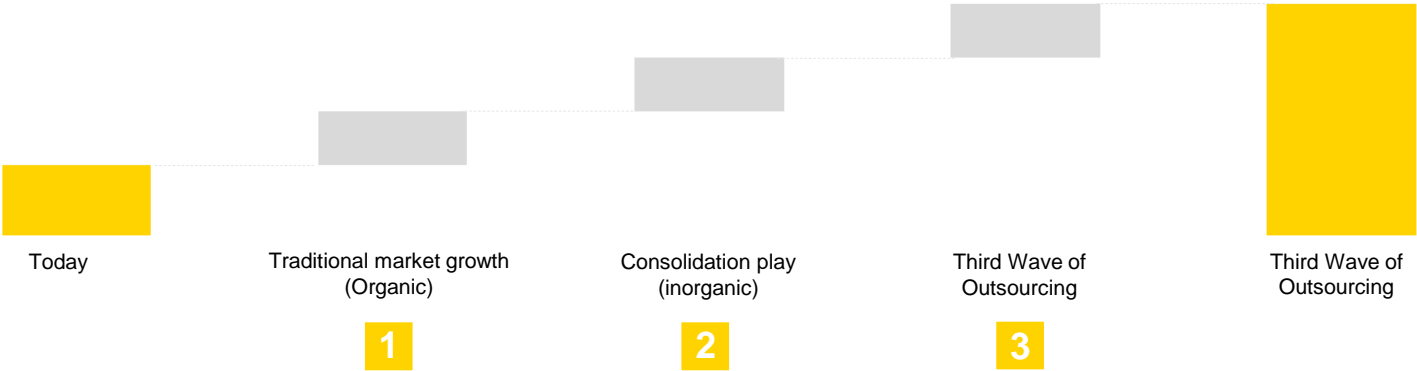 Today
Traditional market growth
(Organic)
Consolidation play
(inorganic)
Third Wave of
Outsourcing
Third Wave of
Outsourcing
1
2
3